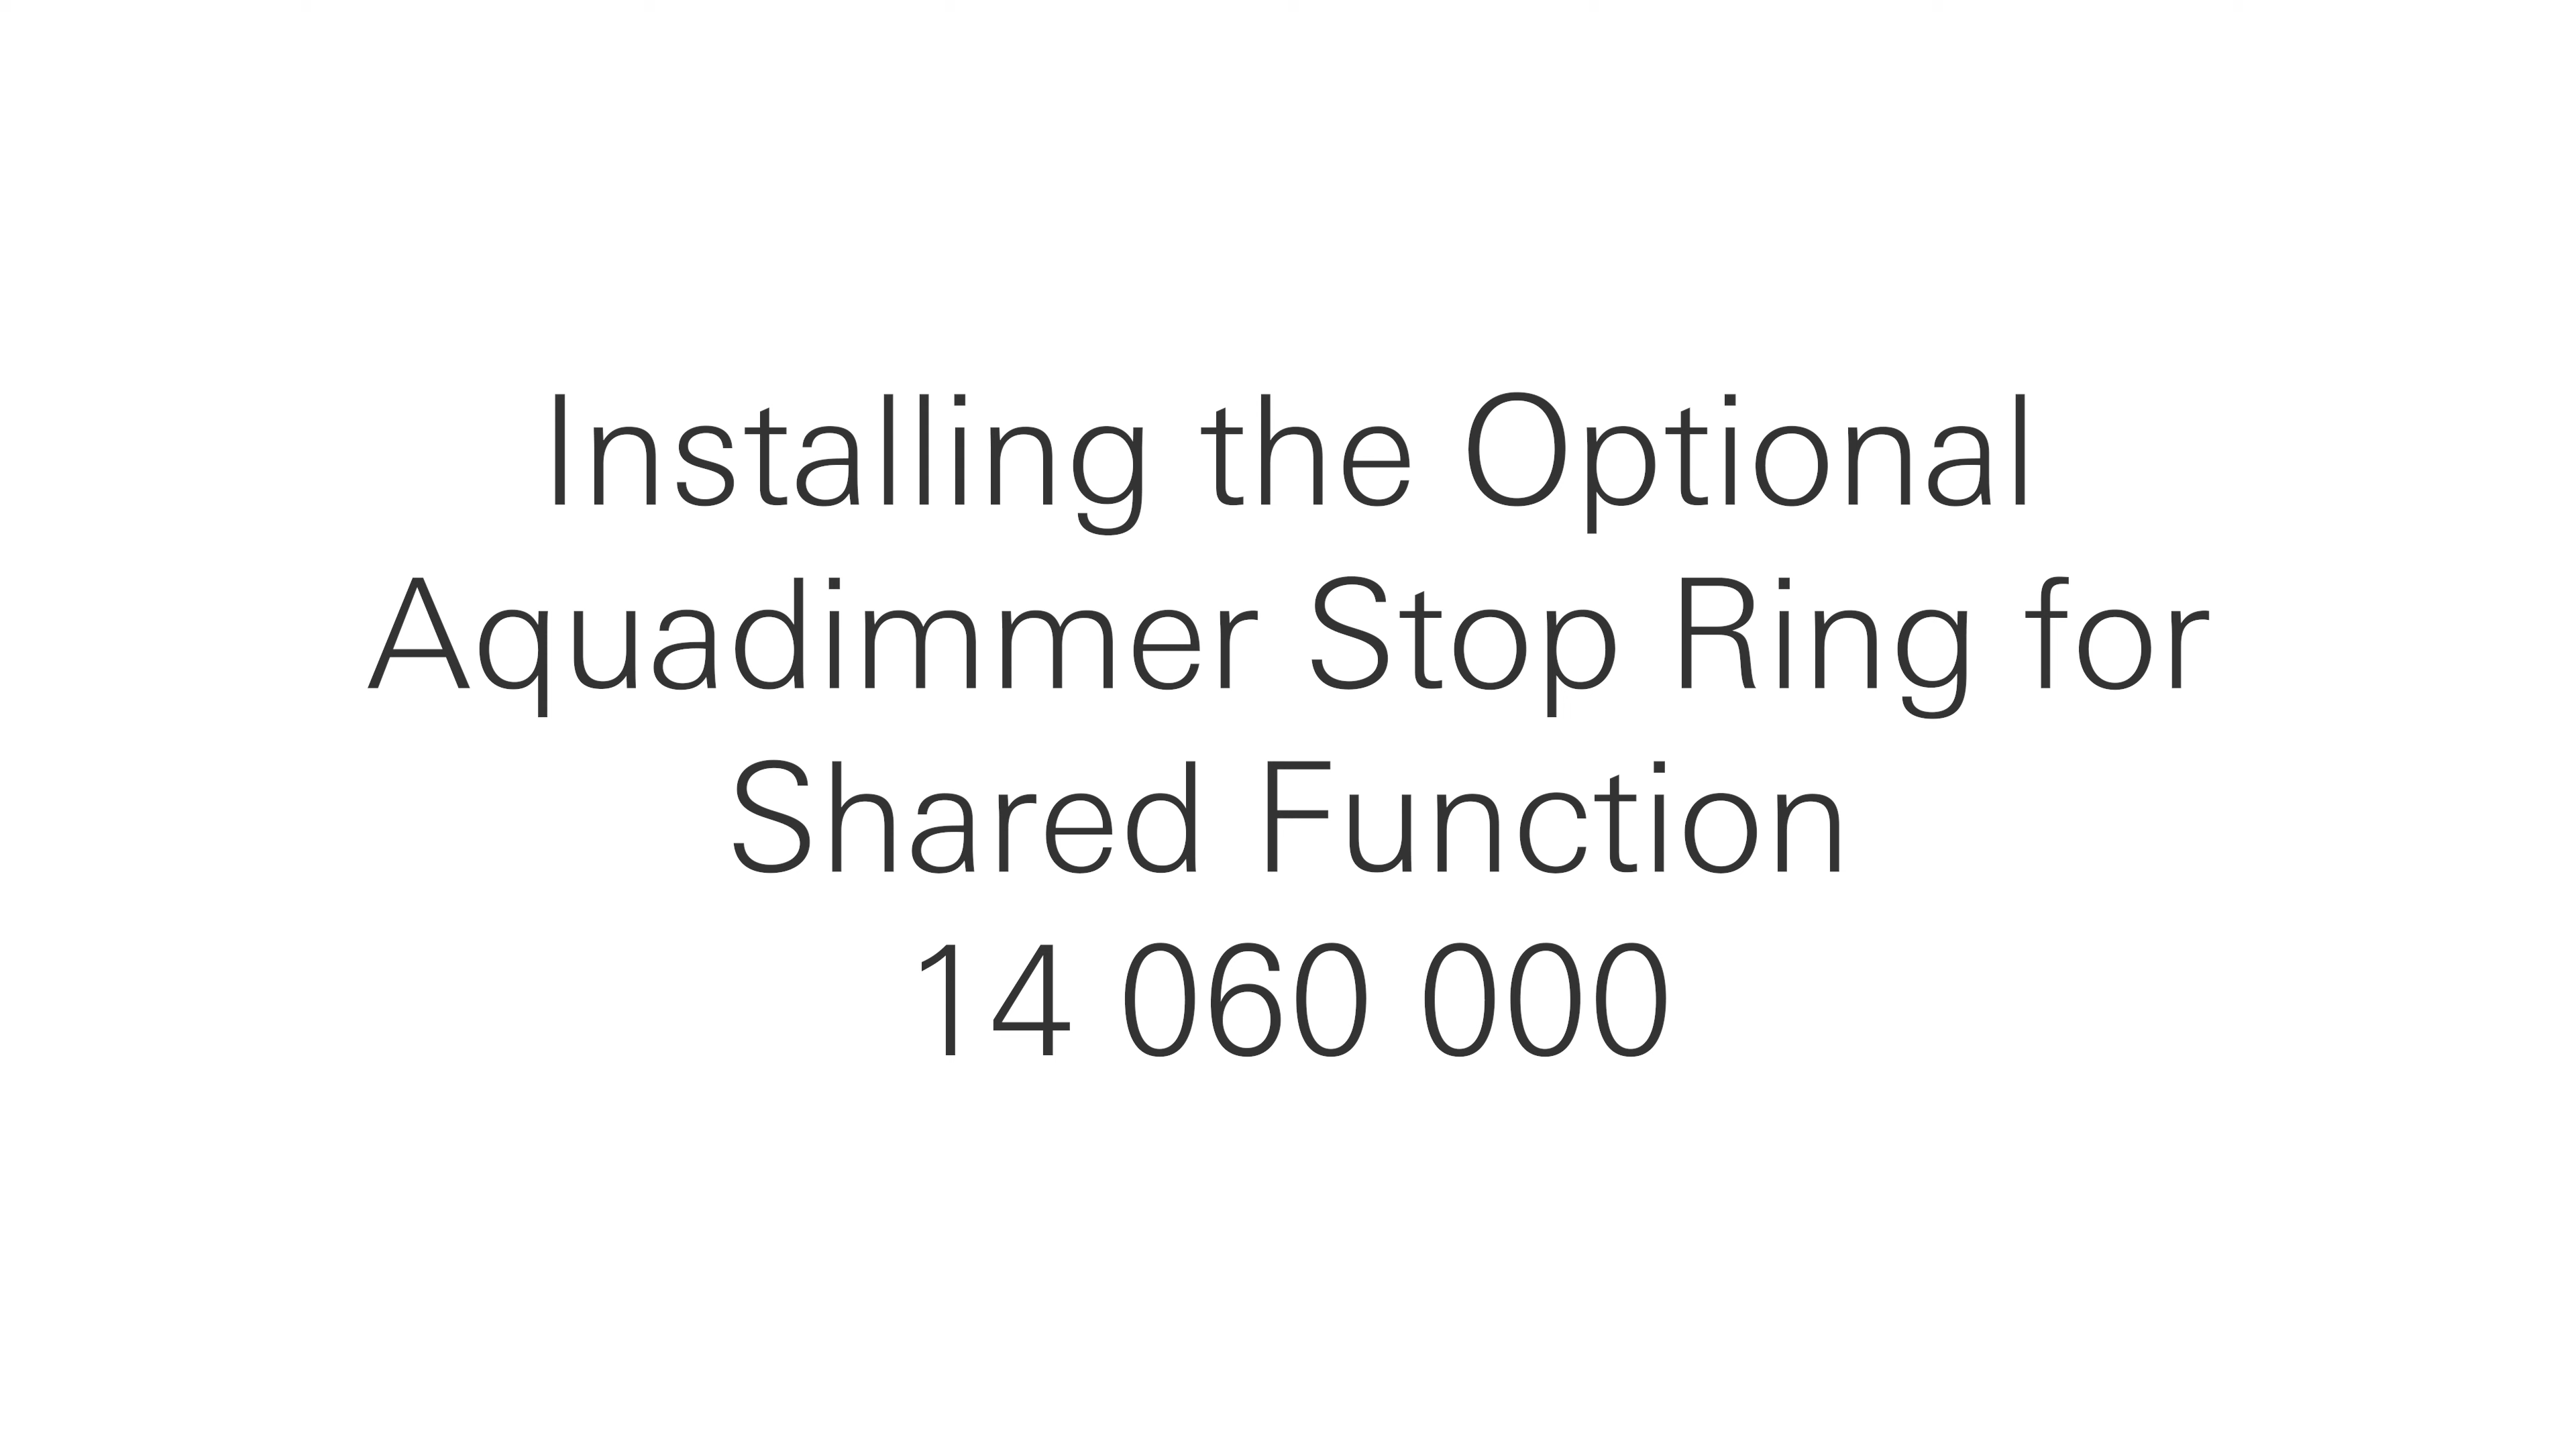 Installing the Optional
Aquadimmer Stop Ring for
Shared Function
14 060 000